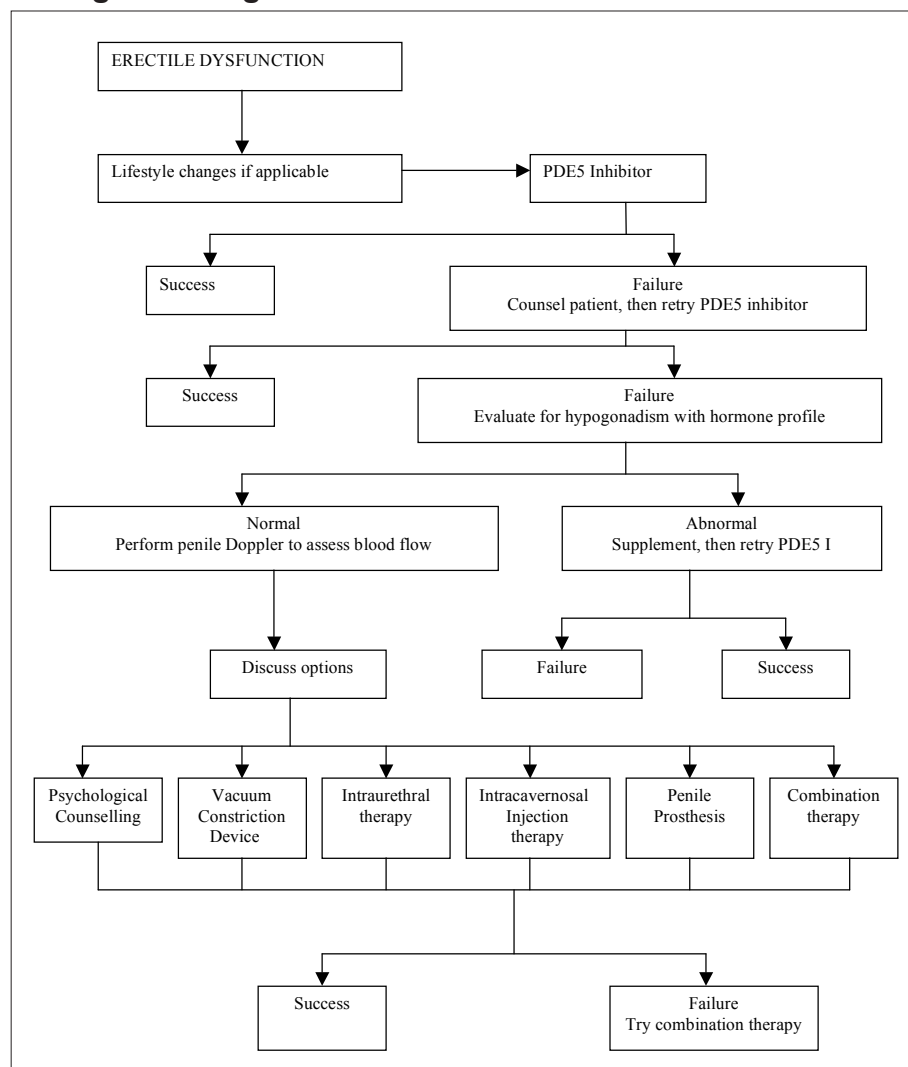 ERECTILE DYSFUNCTION
Lifestyle changes if applicable
PDE5 Inhibitor
Success
Failure
Counsel patient, then retry PDE5 inhibitor
Success
Failure
Evaluate for hypogonadism with hormone profile
Normal
Perform penile Doppler to assess blood flow
Abnormal
Supplement, then retry PDE5 I
Discuss options
Failure
Success
Psychological
Counselling
Vacuum
Constriction
Device
Intraurethral
therapy
Intracavernosal
Injection
therapy
Penile
Prosthesis
Combination
therapy
Success
Failure
Try combination therapy